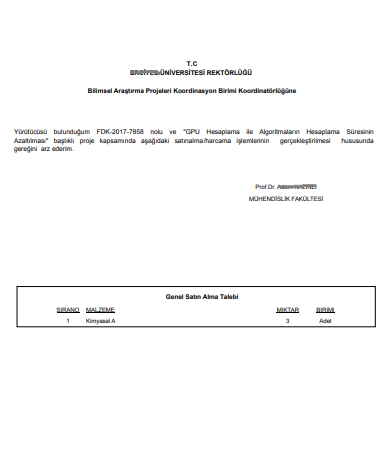 T.C
ÜNİVERSİTESİ REKTÖRLÜĞÜ
Bilimsel Araştırma Projeleri Koordinasyon Birimi Koordinatörlüğüne
Yürütücüsü bulunduğum FDK-2017-7858 nolu ve "GPU Hesaplama ile Algoritmaların Hesaplama Süresinin
Azaltılması" başlıklı proje kapsamında aşağıdaki satınalma/harcama işlemlerinin gerçekleştirilmesi hususunda
gereğini arz ederim.
Prof.Dr.
MÜHENDİSLİK FAKÜLTESİ
Genel Satın Alma Talebi
SIRANO MALZEME MIKTAR BIRIMI
1 Kimyasal A 3 Adet